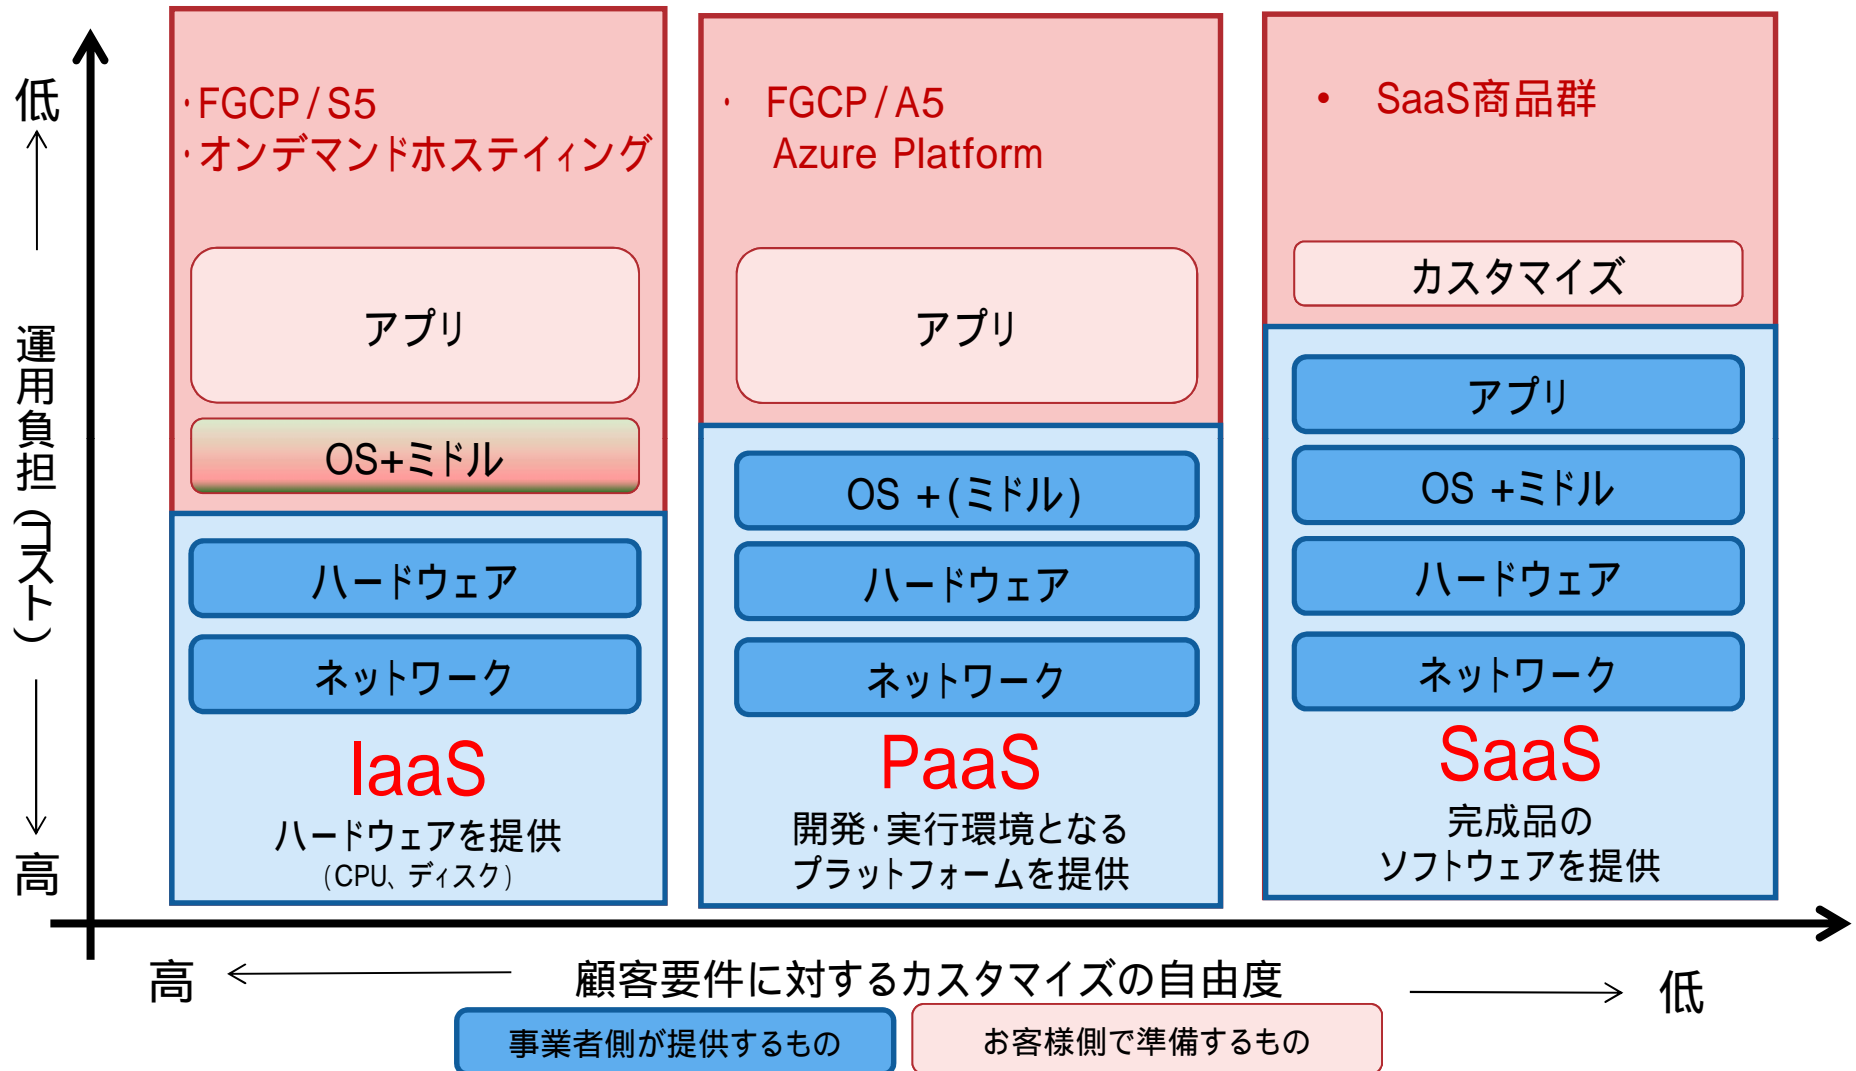 低
運用負担(コスト)
高
・FGCP/S5
・オンデマンドホステイィング
アプリ
OS+ミドル
ハードウェア
ネットワーク
IaaS
ハードウェアを提供
(CPU、ディスク)
・ FGCP/A5
Azure Platform
アプリ
OS +(ミドル)
ハードウェア
ネットワーク
PaaS
開発・実行環境となる
プラットフォームを提供
• SaaS商品群
カスタマイズ
アプリ
OS +ミドル
ハードウェア
ネットワーク
SaaS
完成品の
ソフトウェアを提供
高 顧客要件に対するカスタマイズの自由度 低
事業者側が提供するもの
お客様側で準備するもの